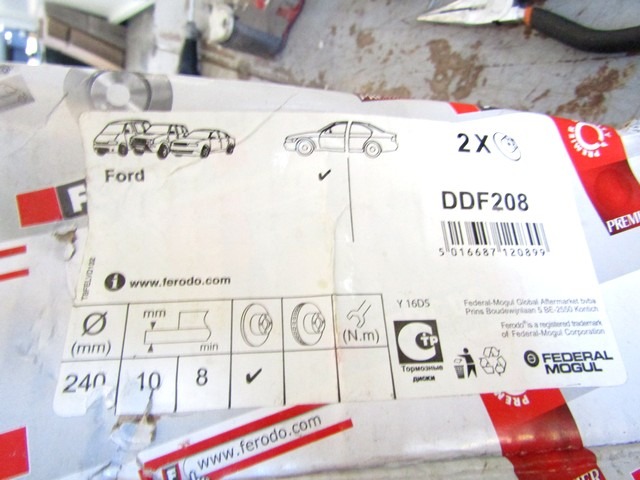 2X
Ford
DDF208
5 016687 120899
www.ferodo.com
Y 16DS
Federal-Mogul Global Aftermarket bvba
Prins Boudewijnlaan 5 BE-2550 Kontich
Ferodo® is a registered trademark
of Federal-Mogul Corporation
mm
min
(mm)
(N.m)
240
10
8
Тормозные
диски
FEDERAL
MOGUL
PREMIER
www.ferodo.com